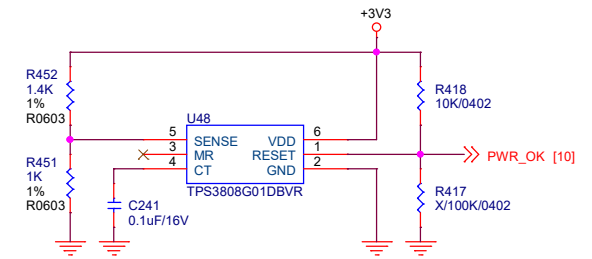 +3V3
R452
1.4K
1%
R0603
R418
10K/0402
U48
5 SENSE VDD 6
3 MR RESET 1
4 CT GND 2
TPS3808G01DBVR
PWR_OK [10]
R451
1K
1%
R0603
C241
0.1uF/16V
R417
X/100K/0402